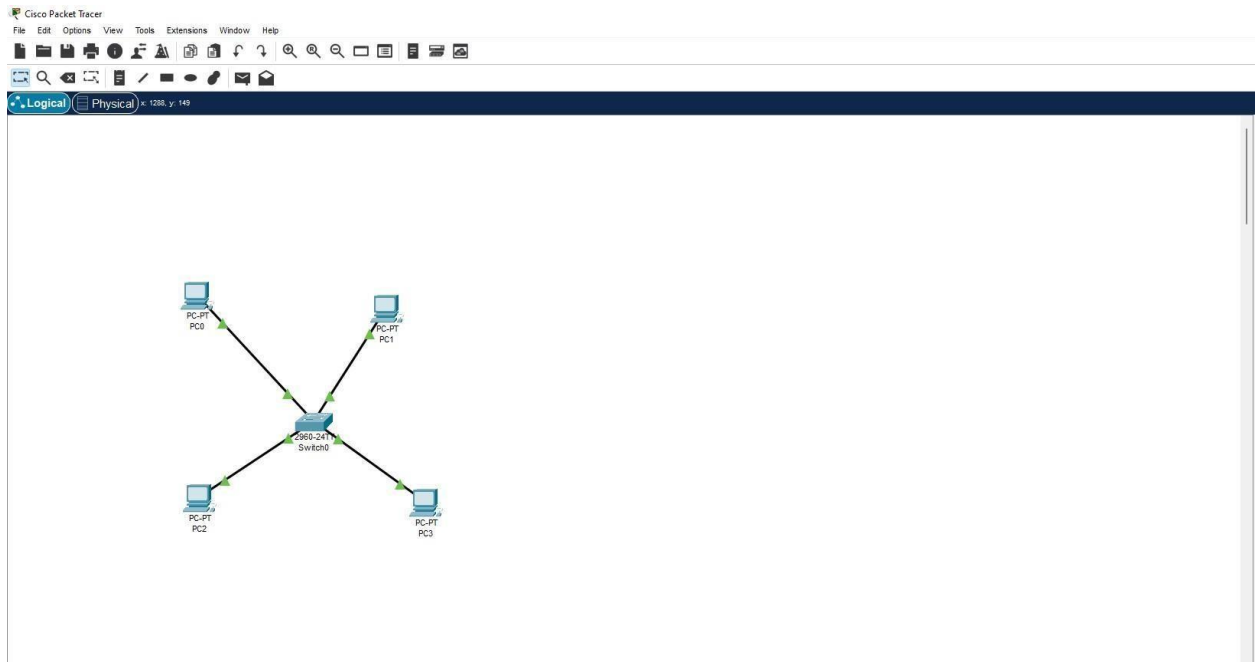 Cisco Packet Tracer
File Edit Options View Tools Extensions Window Help
Logical Physical x: 1288, y: 149
PC-PT
PC0
PC-PT
PC1
2960-24TT
Switch0
PC-PT
PC2
PC-PT
PC3